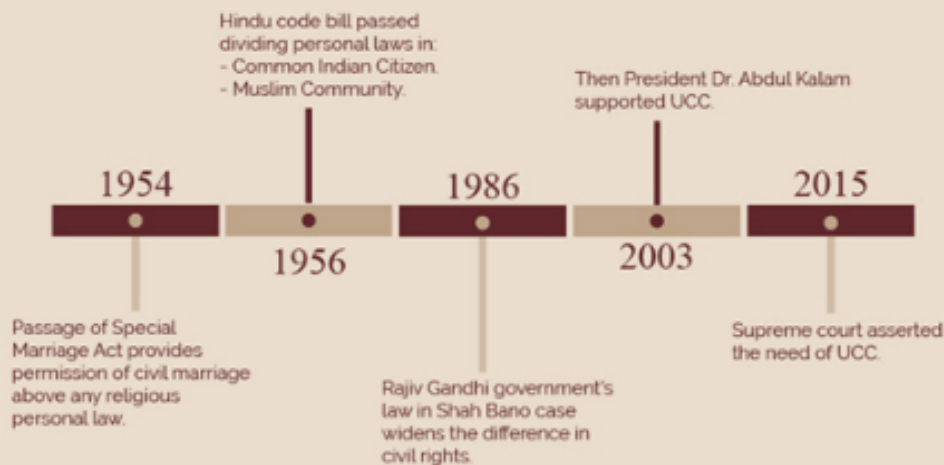 Hindu code bill passed
dividing personal laws in:
- Common Indian Citizen.
- Muslim Community.
Then President Dr. Abdul Kalam
supported UCC.
1954
1986
2015
1956
2003
Passage of Special
Marriage Act provides
permission of civil marriage
above any religious
personal law.
Rajiv Gandhi government's
law in Shah Bano case
widens the difference in
civil rights.
Supreme court asserted
the need of UCC.